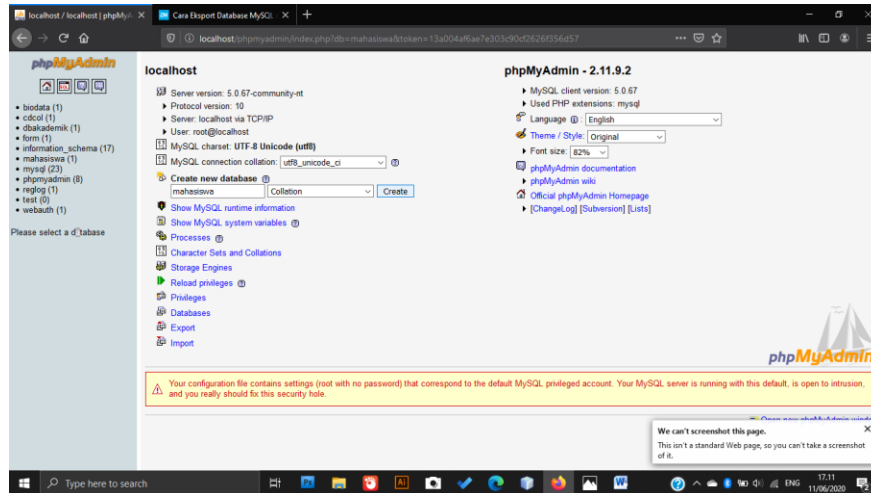 localhost / localhost | phpMyA
Cara Eksport Database MySQL
localhost/phpmyadmin/index.php?db=mahasiswa&token=13a004af6ae7e303c90cf2626f356d57
phpMyAdmin
biodata (1)
cdcol (1)
dbakademik (1)
form (1)
information_schema (17)
mahasiswa (1)
mysql (23)
phpmyadmin (8)
reglog (1)
test (0)
webauth (1)
Please select a database
localhost
Server version: 5.0.67-community-nt
Protocol version: 10
Server: localhost via TCP/IP
User: root@localhost
MySQL charset: UTF-8 Unicode (utf8)
MySQL connection collation: utf8_unicode_ci
Create new database
mahasiswa Collation Create
Show MySQL runtime information
Show MySQL system variables
Processes
Character Sets and Collations
Storage Engines
Reload privileges
Privileges
Databases
Export
Import
phpMyAdmin - 2.11.9.2
MySQL client version: 5.0.67
Used PHP extensions: mysql
Language : English
Theme / Style: Original
Font size: 82%
phpMyAdmin documentation
phpMyAdmin wiki
Official phpMyAdmin Homepage
[ChangeLog] [Subversion] [Lists]
phpMyAdmin
Your configuration file contains settings (root with no password) that correspond to the default MySQL privileged account. Your MySQL server is running with this default, is open to intrusion,
and you really should fix this security hole.
Open new phpMyAdmin window
We can't screenshot this page.
This isn't a standard Web page, so you can't take a screenshot
of it.
Type here to search
Ps
Ai
W
ENG
17.11
11/06/2020